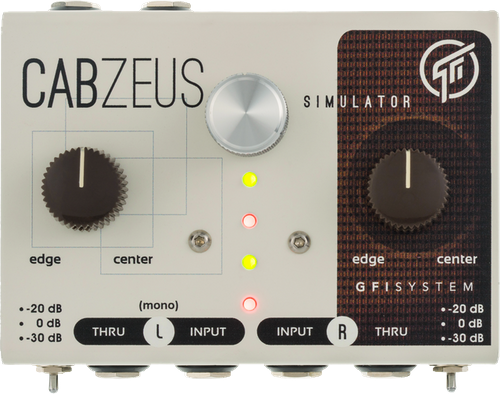 CABZEUS
SIMULATOR
edge center
edge center
GFISYSTEM
-20 dB
0 dB
-30 dB
(mono)
THRU L INPUT
INPUT R THRU
-20 dB
0 dB
-30 dB